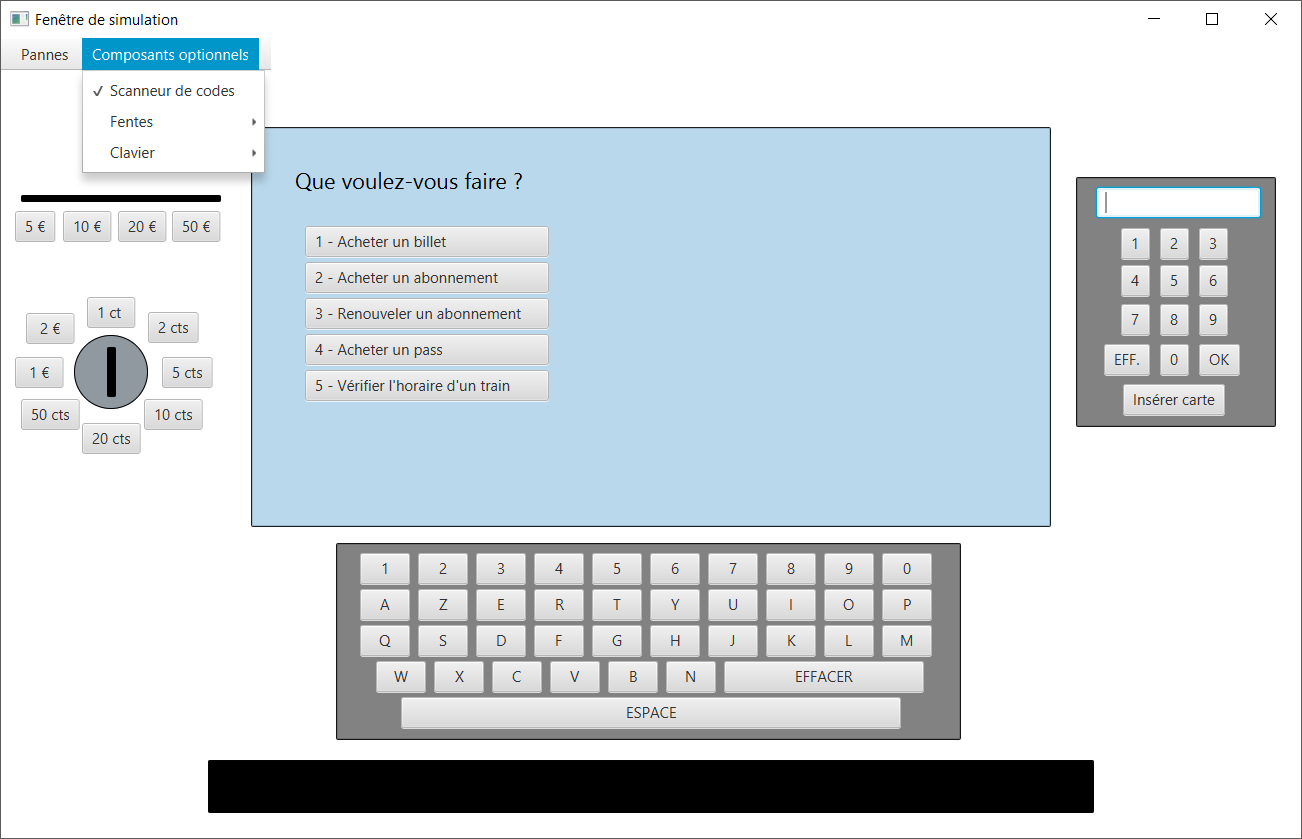 Fenêtre de simulation
Pannes Composants optionnels
✓ Scanneur de codes
Fentes
Clavier
Que voulez-vous faire ?
1 - Acheter un billet
2 - Acheter un abonnement
3 - Renouveler un abonnement
4 - Acheter un pass
5 - Vérifier l'horaire d'un train
5 € 10 € 20 € 50 €
1 ct
2 € 2 cts
1 € 5 cts
50 cts 10 cts
20 cts
1 2 3
4 5 6
7 8 9
EFF. 0 OK
Insérer carte
1 2 3 4 5 6 7 8 9 0
A Z E R T Y U I O P
Q S D F G H J K L M
W X C V B N EFFACER
ESPACE